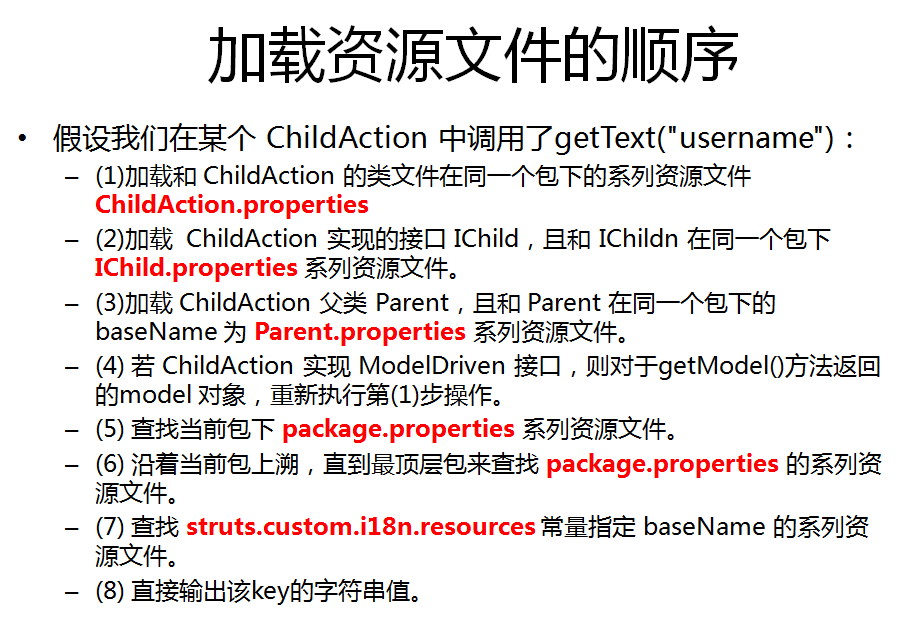 加载资源文件的顺序
• 假设我们在某个 ChildAction 中调用了getText("username")：
– (1)加载和 ChildAction 的类文件在同一个包下的系列资源文件
ChildAction.properties
– (2)加载 ChildAction 实现的接口 IChild，且和 IChildn 在同一个包下
IChild.properties 系列资源文件。
– (3)加载 ChildAction 父类 Parent，且和 Parent 在同一个包下的
baseName 为 Parent.properties 系列资源文件。
– (4) 若 ChildAction 实现 ModelDriven 接口，则对于getModel()方法返回
的model 对象，重新执行第(1)步操作。
– (5) 查找当前包下 package.properties 系列资源文件。
– (6) 沿着当前包上溯，直到最顶层包来查找 package.properties 的系列资
源文件。
– (7) 查找 struts.custom.i18n.resources 常量指定 baseName 的系列资
源文件。
– (8) 直接输出该key的字符串值。